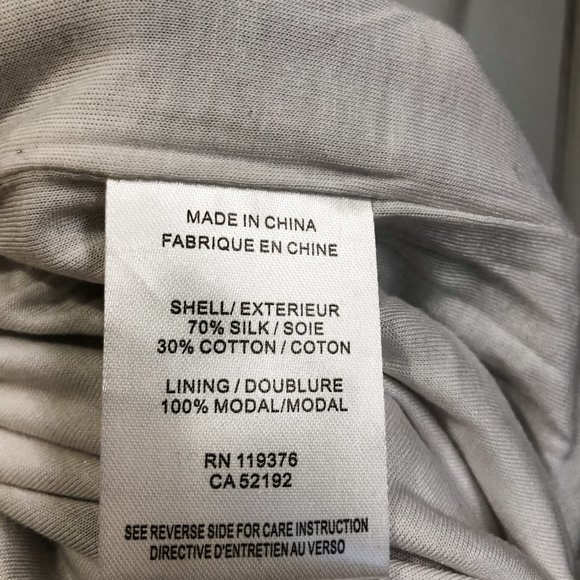 MADE IN CHINA
FABRIQUE EN CHINE
SHELL/EXTERIEUR
70% SILK/SOIE
30% COTTON/COTON
LINING/DOUBLURE
100% MODAL/MODAL
RN 119376
CA 52192
SEE REVERSE SIDE FOR CARE INSTRUCTION
DIRECTIVE D'ENTRETIEN AU VERSO